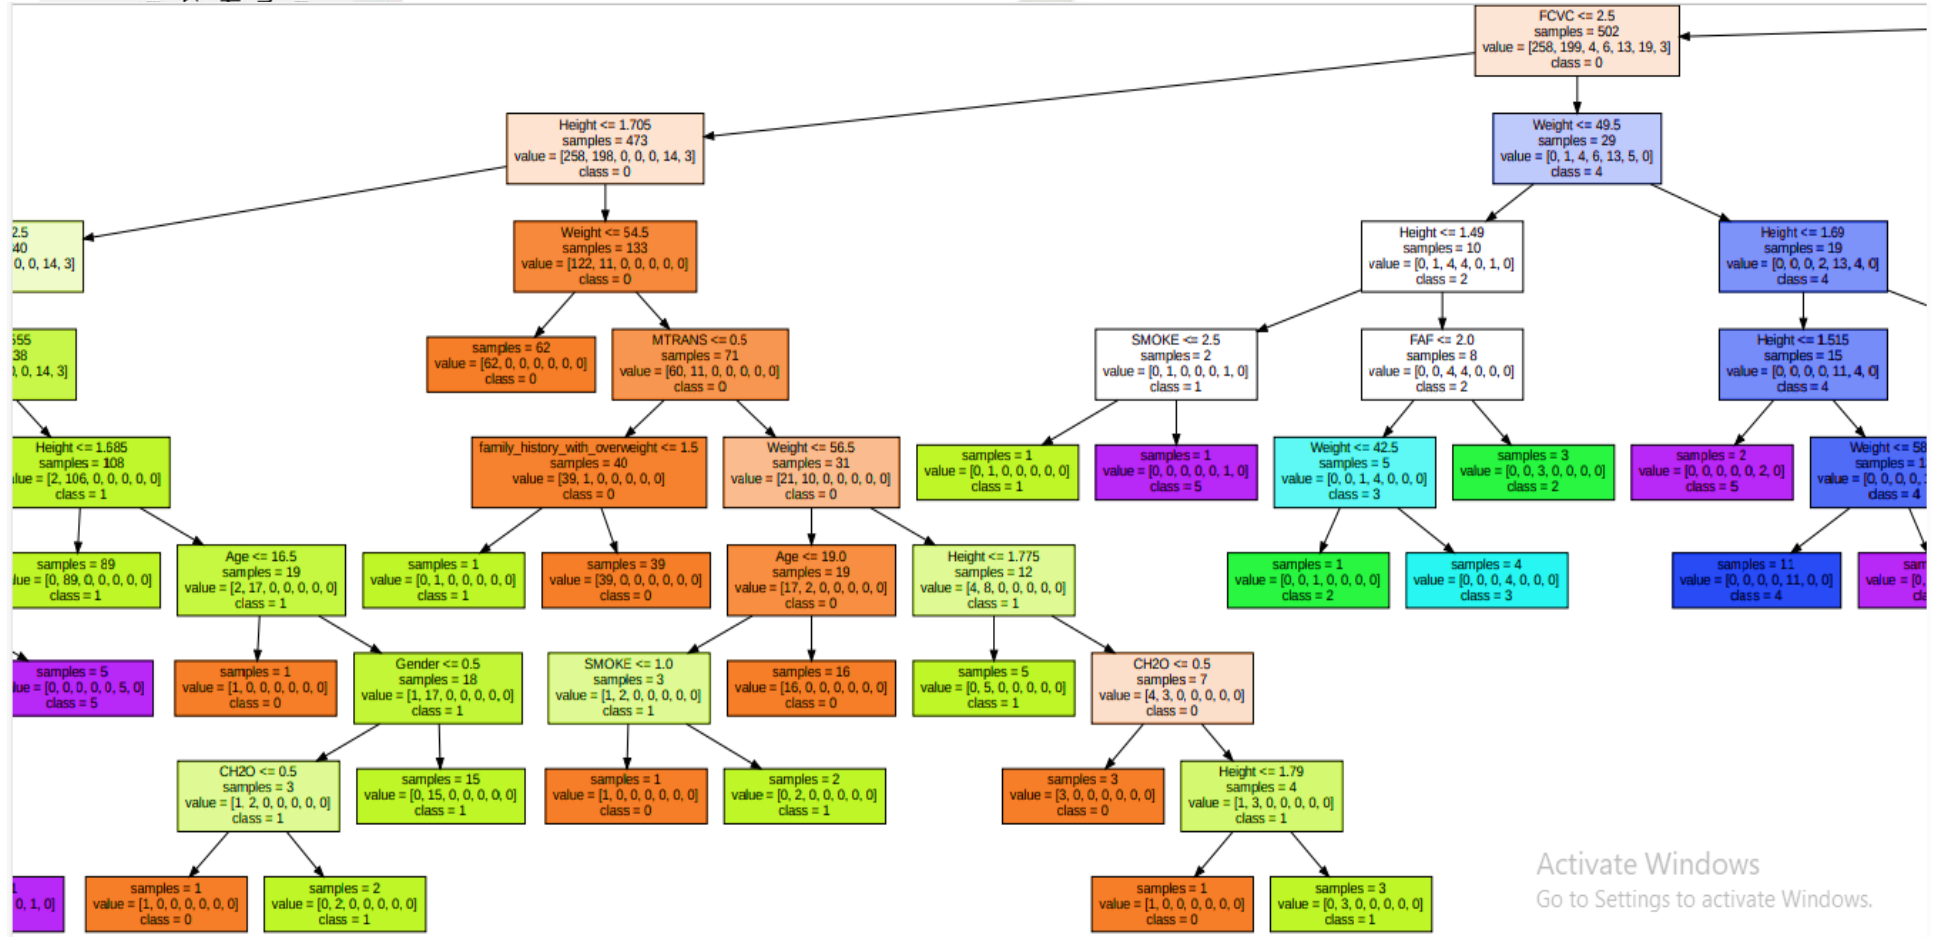 FCVC <= 2.5
samples = 502
value = [258, 199, 4, 6, 13, 19, 3]
class = 0
Height <= 1.705
samples = 473
value = [258, 198, 0, 0, 0, 14, 3]
class = 0
Weight <= 49.5
samples = 29
value = [0, 1, 4, 6, 13, 5, 0]
class = 4
2.5
40
0, 0, 14, 3]
Weight <= 54.5
samples = 133
value = [122, 11, 0, 0, 0, 0, 0]
class = 0
Height <= 1.49
samples = 10
value = [0, 1, 4, 4, 0, 1, 0]
class = 2
Height <= 1.69
samples = 19
value = [0, 0, 0, 2, 13, 4, 0]
class = 4
555
38
0, 0, 14, 3]
samples = 62
value = [62, 0, 0, 0, 0, 0, 0]
class = 0
MTRANS <= 0.5
samples = 71
value = [60, 11, 0, 0, 0, 0, 0]
class = 0
SMOKE <= 2.5
samples = 2
value = [0, 1, 0, 0, 0, 1, 0]
class = 1
FAF <= 2.0
samples = 8
value = [0, 0, 4, 4, 0, 0, 0]
class = 2
Height <= 1.515
samples = 15
value = [0, 0, 0, 0, 11, 4, 0]
class = 4
Height <= 1.685
samples = 108
lue = [2, 106, 0, 0, 0, 0, 0]
class = 1
family_history_with_overweight <= 1.5
samples = 40
value = [39, 1, 0, 0, 0, 0, 0]
class = 0
Weight <= 56.5
samples = 31
value = [21, 10, 0, 0, 0, 0, 0]
class = 0
samples = 1
value = [0, 1, 0, 0, 0, 0, 0]
class = 1
samples = 1
value = [0, 0, 0, 0, 0, 1, 0]
class = 5
Weight <= 42.5
samples = 5
value = [0, 0, 1, 4, 0, 0, 0]
class = 3
samples = 3
value = [0, 0, 3, 0, 0, 0, 0]
class = 2
samples = 2
value = [0, 0, 0, 0, 0, 2, 0]
class = 5
Weight <= 58
samples = 1
value = [0, 0, 0, 0,
class = 4
samples = 89
lue = [0, 89, 0, 0, 0, 0, 0]
class = 1
Age <= 16.5
samples = 19
value = [2, 17, 0, 0, 0, 0, 0]
class = 1
samples = 1
value = [0, 1, 0, 0, 0, 0, 0]
class = 1
samples = 39
value = [39, 0, 0, 0, 0, 0, 0]
class = 0
Age <= 19.0
samples = 19
value = [17, 2, 0, 0, 0, 0, 0]
class = 0
Height <= 1.775
samples = 12
value = [4, 8, 0, 0, 0, 0, 0]
class = 1
samples = 1
value = [0, 0, 1, 0, 0, 0, 0]
class = 2
samples = 4
value = [0, 0, 0, 4, 0, 0, 0]
class = 3
samples = 11
value = [0, 0, 0, 0, 11, 0, 0]
class = 4
sam
value = [0,
cla
samples = 5
lue = [0, 0, 0, 0, 0, 5, 0]
class = 5
samples = 1
value = [1, 0, 0, 0, 0, 0, 0]
class = 0
Gender <= 0.5
samples = 18
value = [1, 17, 0, 0, 0, 0, 0]
class = 1
SMOKE <= 1.0
samples = 3
value = [1, 2, 0, 0, 0, 0, 0]
class = 1
samples = 16
value = [16, 0, 0, 0, 0, 0, 0]
class = 0
samples = 5
value = [0, 5, 0, 0, 0, 0, 0]
class = 1
CH2O <= 0.5
samples = 7
value = [4, 3, 0, 0, 0, 0, 0]
class = 0
CH2O <= 0.5
samples = 3
value = [1, 2, 0, 0, 0, 0, 0]
class = 1
samples = 15
value = [0, 15, 0, 0, 0, 0, 0]
class = 1
samples = 1
value = [1, 0, 0, 0, 0, 0, 0]
class = 0
samples = 2
value = [0, 2, 0, 0, 0, 0, 0]
class = 1
samples = 3
value = [3, 0, 0, 0, 0, 0, 0]
class = 0
Height <= 1.79
samples = 4
value = [1, 3, 0, 0, 0, 0, 0]
class = 1
1
0, 1, 0]
samples = 1
value = [1, 0, 0, 0, 0, 0, 0]
class = 0
samples = 2
value = [0, 2, 0, 0, 0, 0, 0]
class = 1
samples = 1
value = [1, 0, 0, 0, 0, 0, 0]
class = 0
samples = 3
value = [0, 3, 0, 0, 0, 0, 0]
class = 1
Activate Windows
Go to Settings to activate Windows.